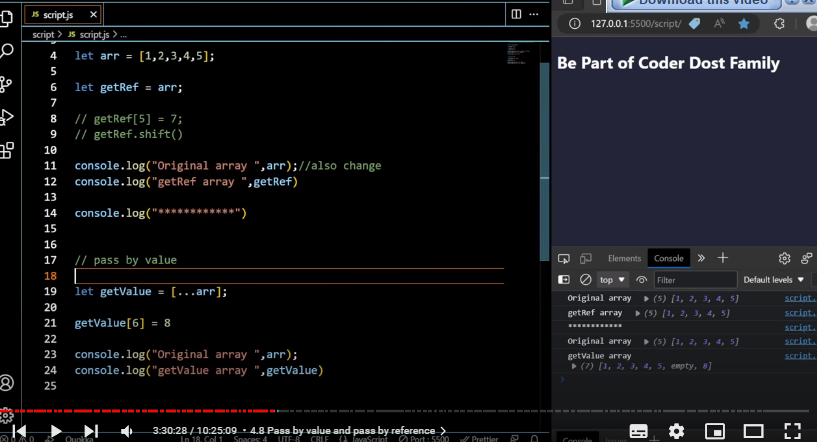 JS script.js ×
script > JS script.js > ...
4 let arr = [1,2,3,4,5];
5
6 let getRef = arr;
7
8 // getRef[5] = 7;
9 // getRef.shift()
10
11 console.log("Original array ",arr);//also change
12 console.log("getRef array ",getRef)
13
14 console.log("************")
15
16
17 // pass by value
18
19 let getValue = [...arr];
20
21 getValue[6] = 8
22
23 console.log("Original array ",arr);
24 console.log("getValue array ",getValue)
25
Download this video
127.0.0.1:5500/script/
Be Part of Coder Dost Family
Elements Console
top Filter Default levels
Original array (5) [1, 2, 3, 4, 5] script.
getRef array (5) [1, 2, 3, 4, 5] script.
************ script.
Original array (5) [1, 2, 3, 4, 5] script.
getValue array script.
(7) [1, 2, 3, 4, 5, empty, 8]
3:30:28 / 10:25:09 • 4.8 Pass by value and pass by reference >
Quokka Ln 18, Col 1 Spaces: 4 UTF-8 CRLF JavaScript Port : 5500 Prettier
Console Issues